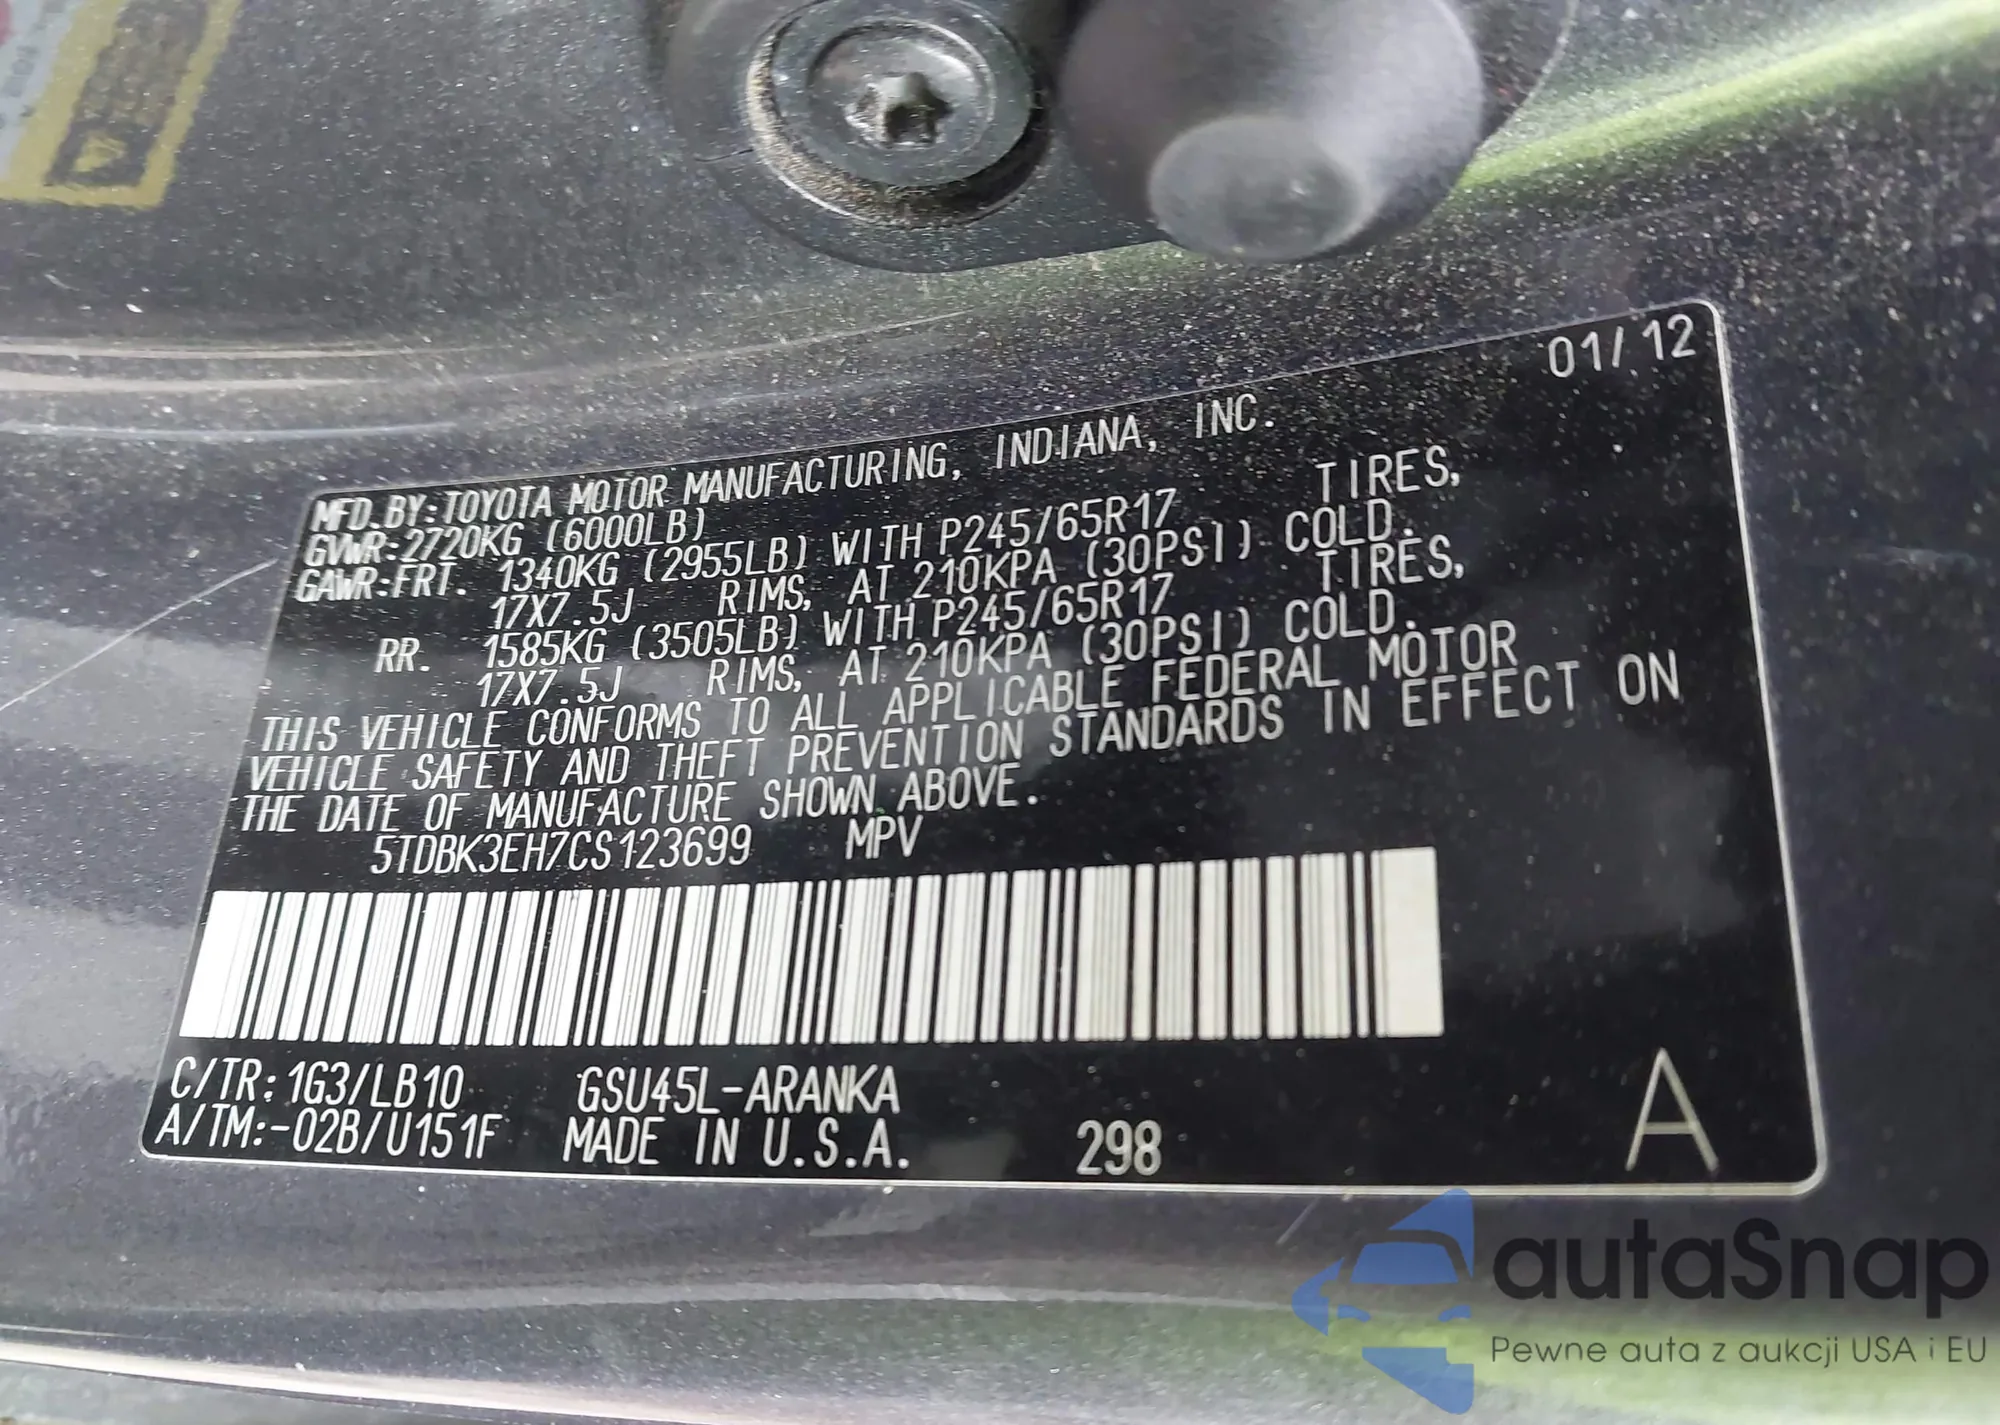 01/12
MFD.BY:TOYOTA MOTOR MANUFACTURING, INDIANA, INC.
GVWR:2720KG (6000LB)
GAWR:FRT. 1340KG (2955LB) WITH P245/65R17 TIRES,
17X7.5J RIMS, AT 210KPA (30PSI) COLD.
RR. 1585KG (3505LB) WITH P245/65R17 TIRES,
17X7.5J RIMS, AT 210KPA (30PSI) COLD.
THIS VEHICLE CONFORMS TO ALL APPLICABLE FEDERAL MOTOR
VEHICLE SAFETY AND THEFT PREVENTION STANDARDS IN EFFECT ON
THE DATE OF MANUFACTURE SHOWN ABOVE.
5TDBK3EH7CS123699 MPV
C/TR:1G3/LB10 GSU45L-ARANKA
A/TM:-02B/U151F MADE IN U.S.A. 298 A
autaSnap
Pewne auta z aukcji USA i EU